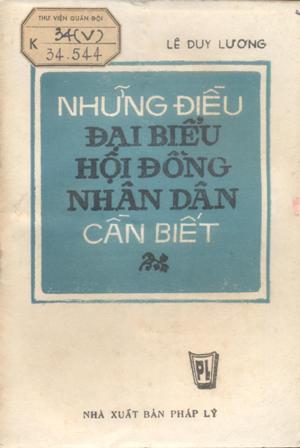 THƯ VIỆN QUÂN ĐỘI
K 34(V)
34.544
LÊ DUY LƯƠNG
NHỮNG ĐIỀU
ĐẠI BIỂU
HỘI ĐỒNG
NHÂN DÂN
CẦN BIẾT
PL
NHÀ XUẤT BẢN PHÁP LÝ